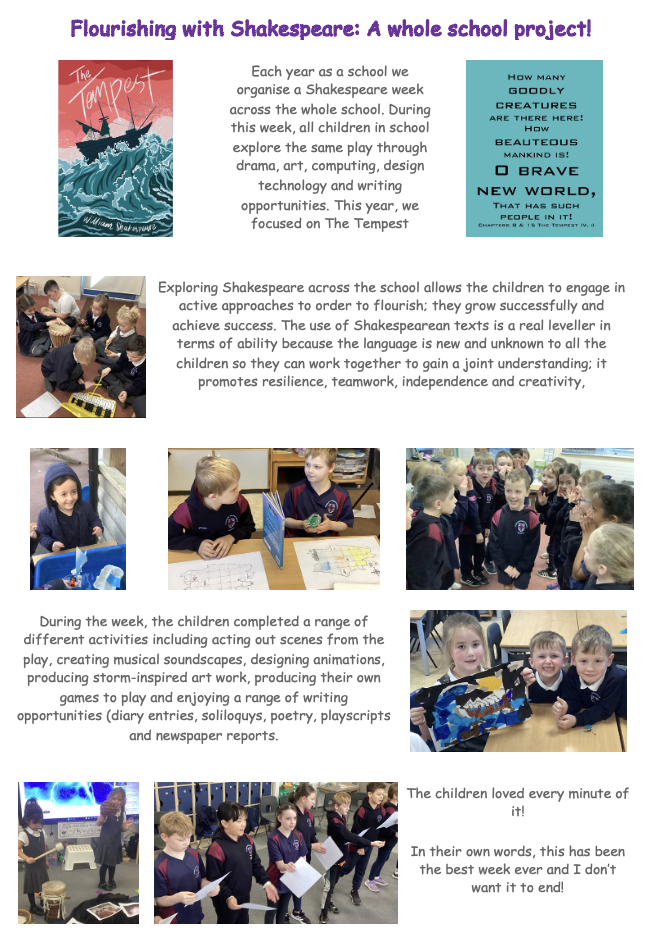 Flourishing with Shakespeare: A whole school project!
The
Tempest
William Shakespeare
Each year as a school we
organise a Shakespeare week
across the whole school. During
this week, all children in school
explore the same play through
drama, art, computing, design
technology and writing
opportunities. This year, we
focused on The Tempest
How many
goodly
creatures
are there here!
How
beauteous
mankind is!
O brave
new world,
That has such
people in it!
Chapters 8 & 16 The Tempest IV, II
Exploring Shakespeare across the school allows the children to engage in
active approaches to order to flourish; they grow successfully and
achieve success. The use of Shakespearean texts is a real leveller in
terms of ability because the language is new and unknown to all the
children so they can work together to gain a joint understanding; it
promotes resilience, teamwork, independence and creativity,
During the week, the children completed a range of
different activities including acting out scenes from the
play, creating musical soundscapes, designing animations,
producing storm-inspired art work, producing their own
games to play and enjoying a range of writing
opportunities (diary entries, soliloquys, poetry, playscripts
and newspaper reports.
The children loved every minute of
it!
In their own words, this has been
the best week ever and I don't
want it to end!